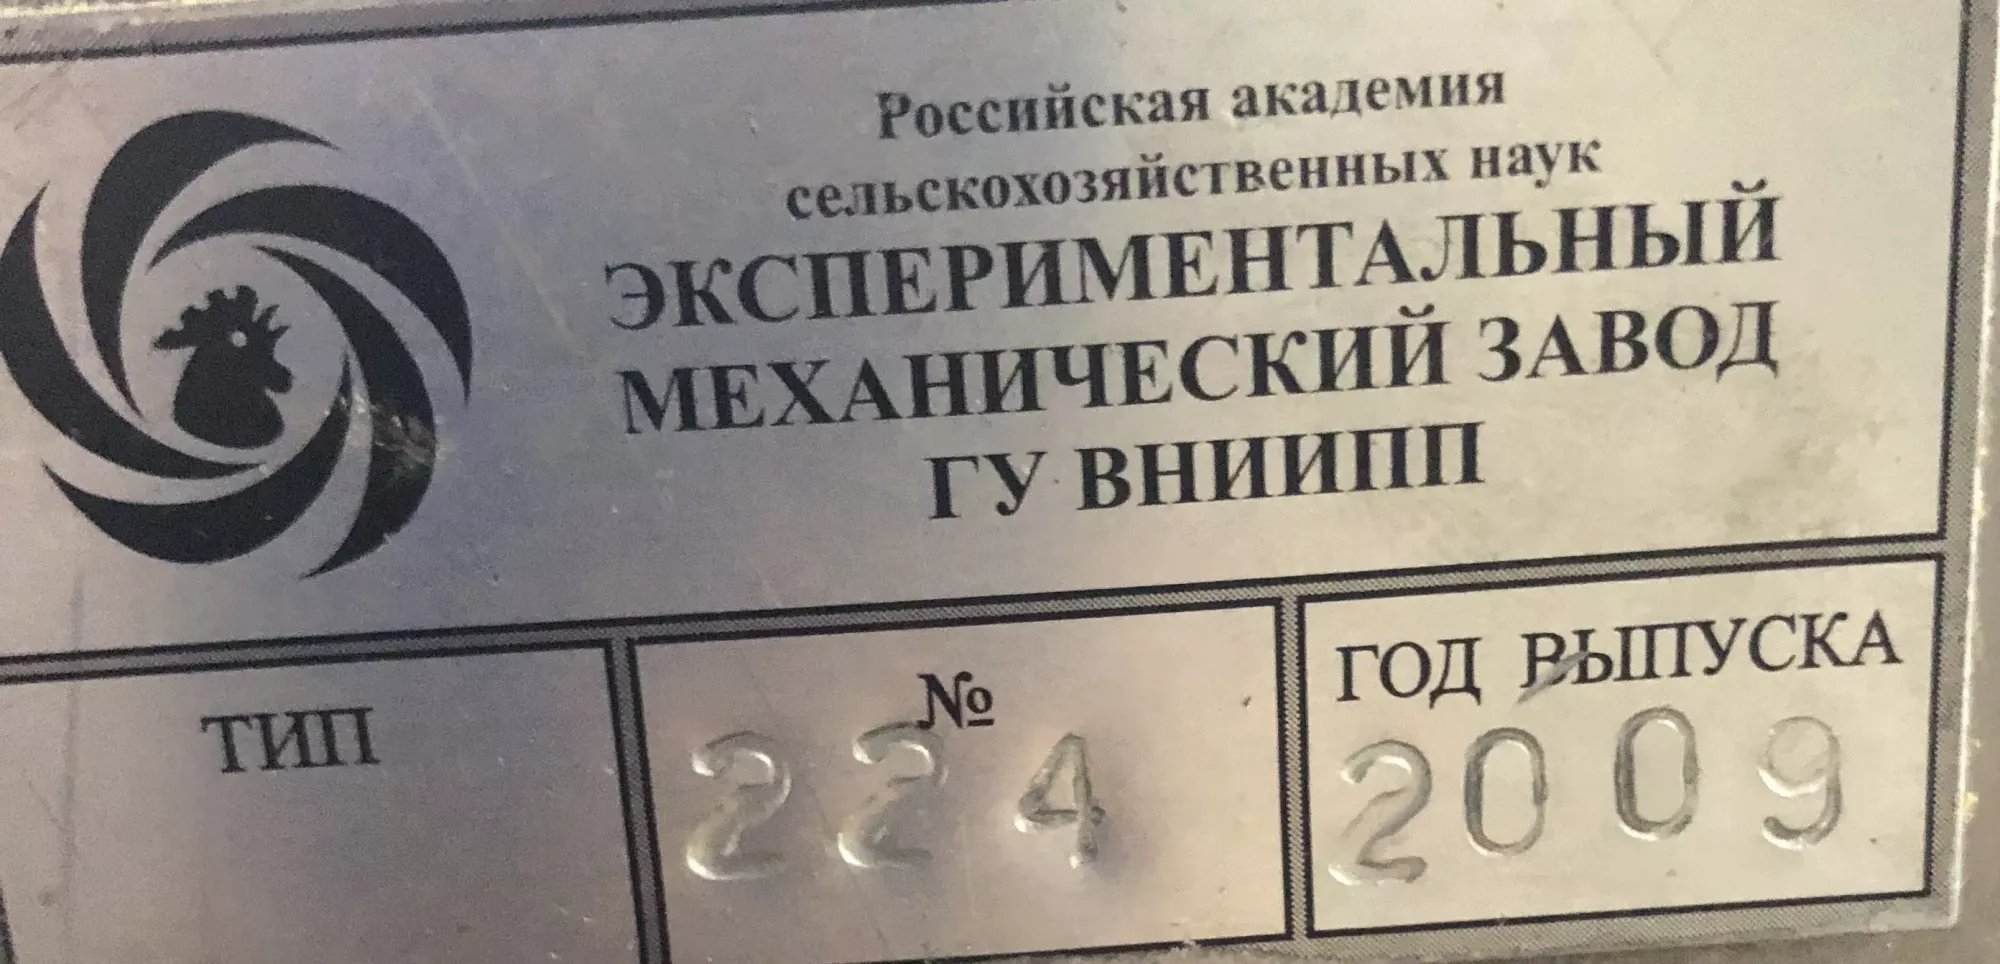 Российская академия
сельскохозяйственных наук
ЭКСПЕРИМЕНТАЛЬНЫЙ
МЕХАНИЧЕСКИЙ ЗАВОД
ГУ ВНИИПП
ТИП
№
224
ГОД ВЫПУСКА
2009